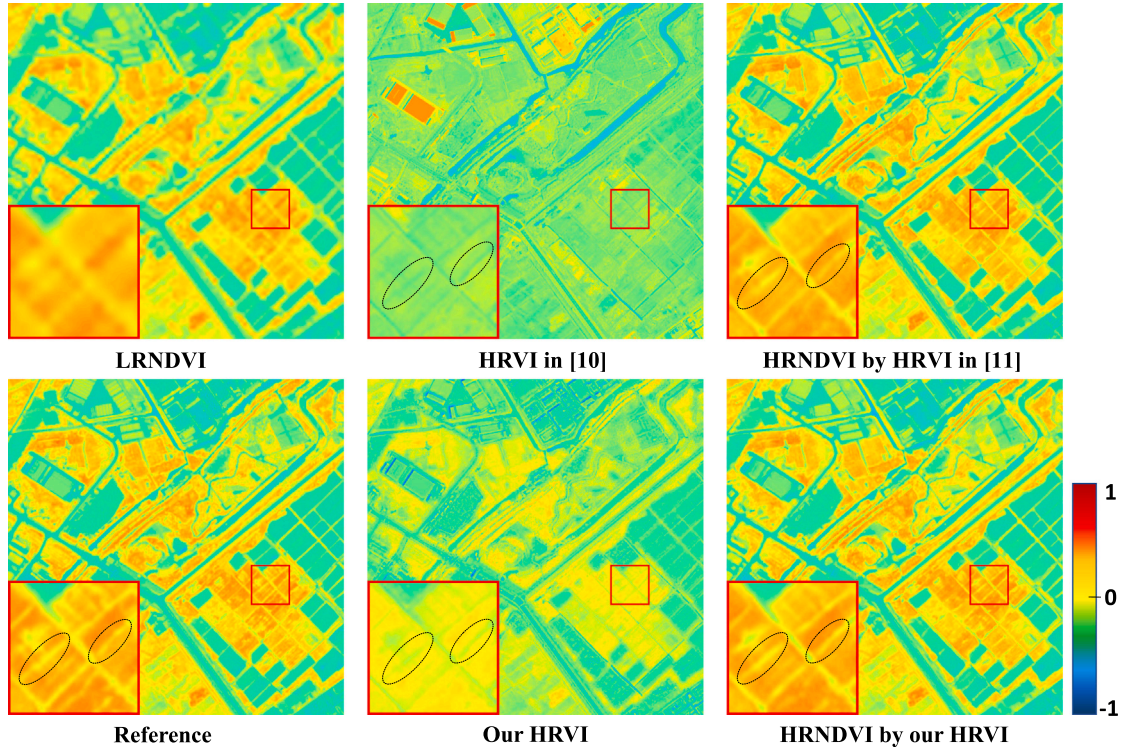 LRNDVI
HRVI in [10]
HRNDVI by HRVI in [11]
1
0
-1
Reference
Our HRVI
HRNDVI by our HRVI